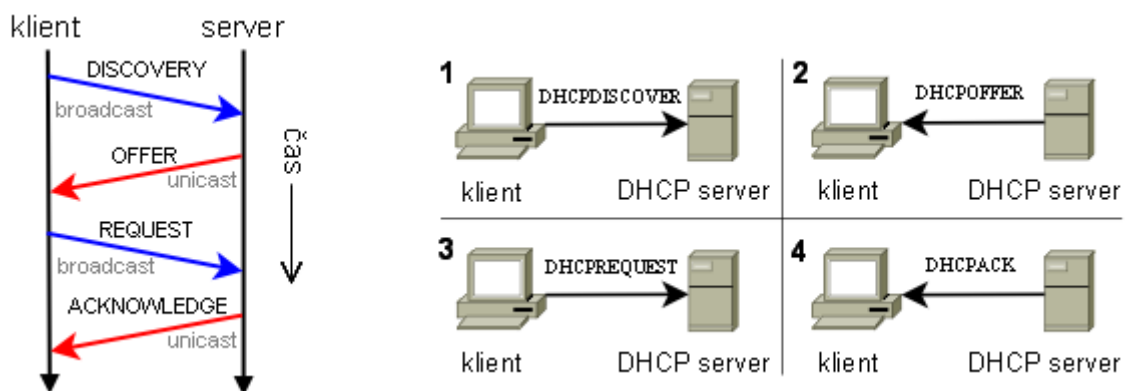 klient server
DISCOVERY
broadcast
OFFER
unicast
REQUEST
broadcast
ACKNOWLEDGE
unicast
čas
1
DHCPDISCOVER
klient DHCP server
2
DHCPOFFER
klient DHCP server
3
DHCPREQUEST
klient DHCP server
4
DHCPACK
klient DHCP server